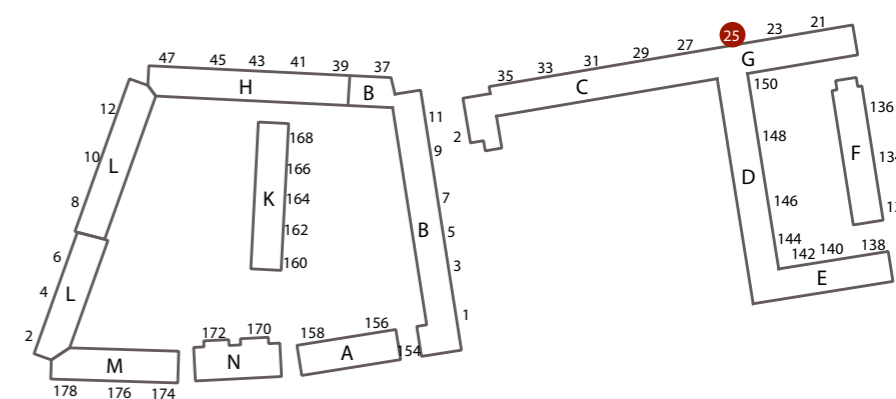 47 45 43 41 39 37
H B
12 10 8 L
6 4 2 L
168 166 164 162 160
K
11 9 7 5 3 1
B
172 170
N
158 156 154
A
M
178 176 174
35 33 31 29 27 25 23 21
C G
2
150 148 146 144 142 140 138
D
E
136
F